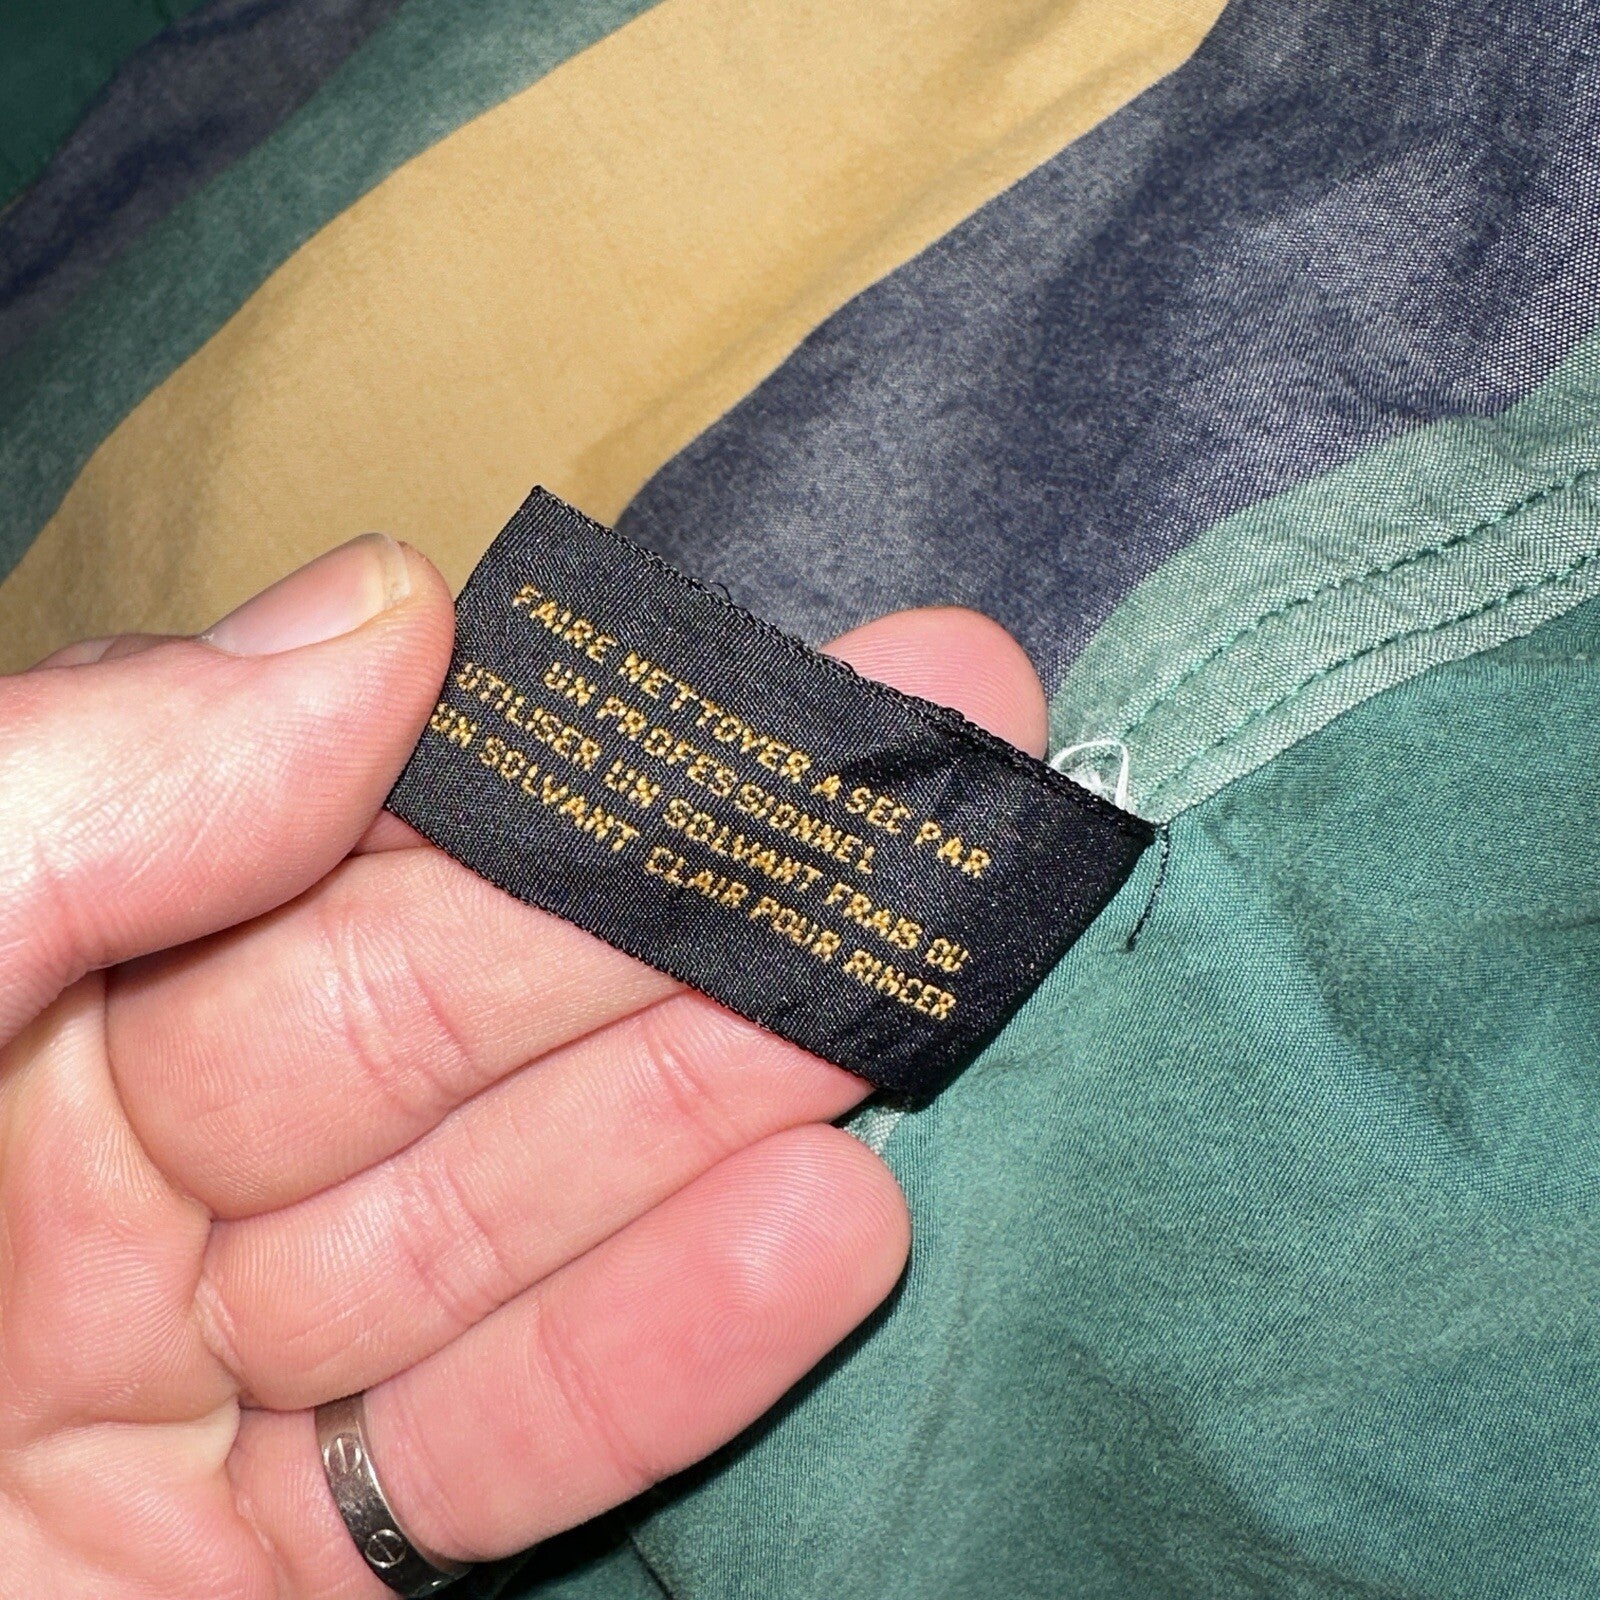 FAIRE NETTOYER A SEC PAR
UN PROFESSIONNEL
UTILISER UN SOLVANT FRAIS OU
UN SOLVANT CLAIR POUR RINCER